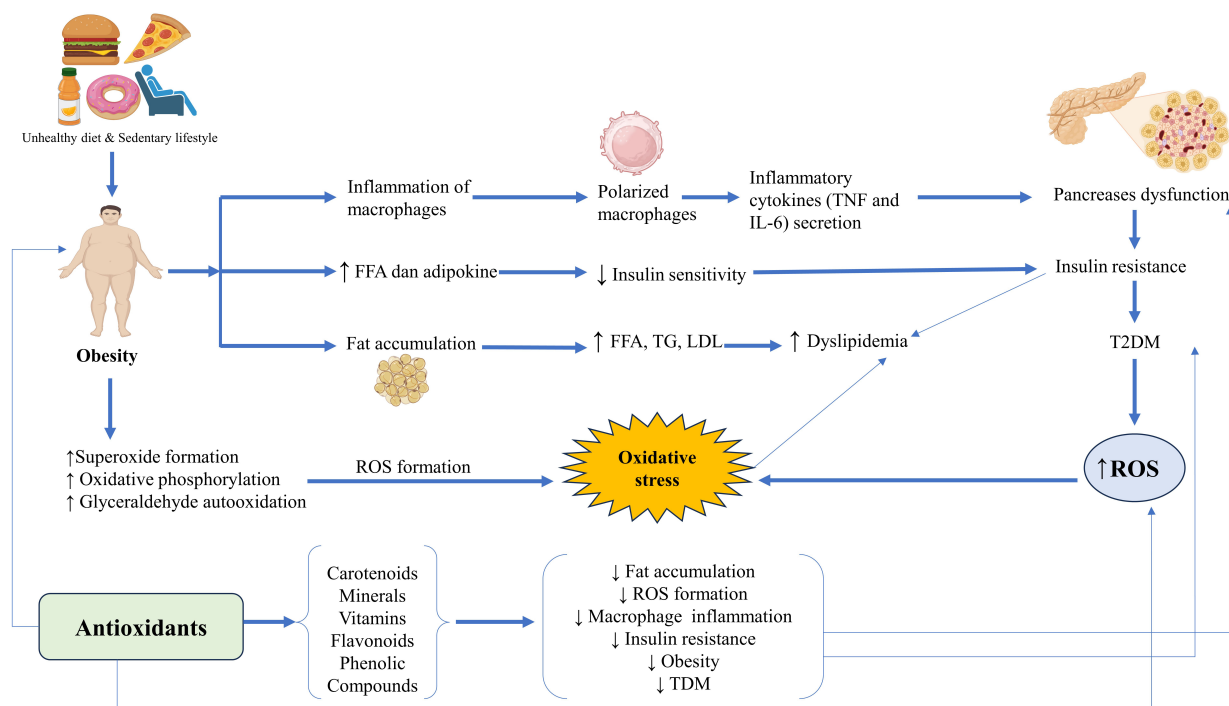 Unhealthy diet & Sedentary lifestyle
Inflammation of
macrophages
Polarized
macrophages
Inflammatory
cytokines (TNF and
IL-6) secretion
Pancreases dysfunction
↑ FFA dan adipokine
↓ Insulin sensitivity
Insulin resistance
Obesity
Fat accumulation
↑ FFA, TG, LDL
↑ Dyslipidemia
T2DM
↑Superoxide formation
↑ Oxidative phosphorylation
↑ Glyceraldehyde autooxidation
ROS formation
Oxidative
stress
↑ROS
Antioxidants
Carotenoids
Minerals
Vitamins
Flavonoids
Phenolic
Compounds
↓ Fat accumulation
↓ ROS formation
↓ Macrophage inflammation
↓ Insulin resistance
↓ Obesity
↓ TDM